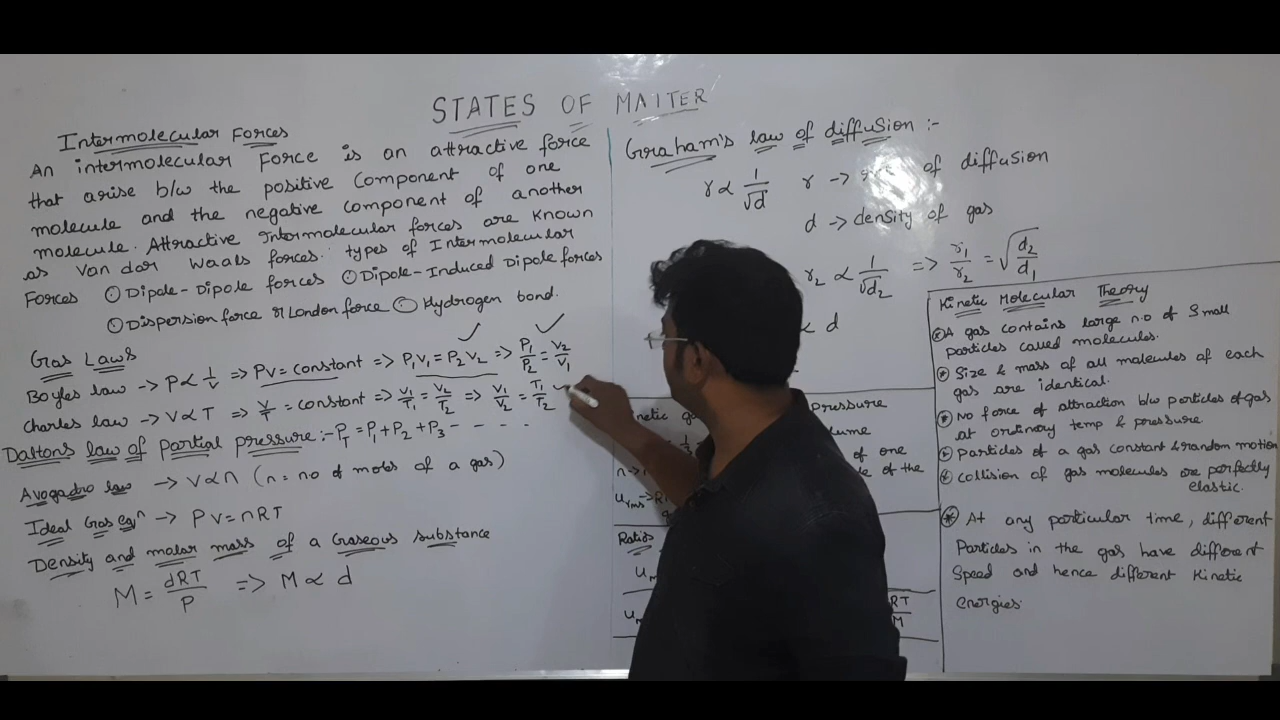 STATES OF MATTER
Intermolecular Forces
An intermolecular Force is an attractive force
that arise b/w the positive component of one
molecule and the negative component of another
molecule. Attractive Intermolecular forces are known
as van dar waals forces. types of Intermolecular
Forces ① Dipole-Dipole forces ① Dipole-Induced Dipole forces
① Dispersion force or London force ① Hydrogen bond.
Gas Laws
Boyles law -> P ∝ 1/V => PV = constant => P₁V₁ = P₂V₂ => P₁/P₂ = V₂/V₁
Charles law -> V ∝ T => V/T = constant => V₁/T₁ = V₂/T₂ => V₁/V₂ = T₁/T₂
Daltons law of partial pressure:- P_T = P₁ + P₂ + P₃ - - - .
Avogadro law -> V ∝ n (n = no of mols of a gas)
Ideal Gas eqⁿ -> PV = nRT
Density and molar mass of a Gaseous substance
M = dRT/P => M ∝ d
Graham's law of diffusion :-
r ∝ 1/√d r -> of diffusion
d -> density of gas
r₂ ∝ 1/√d₂ => r₁/r₂ = √(d₂/d₁)
∝ d
Pressure
of one
of the
u_rms ->
Ratios
RT/M
Kinetic Molecular Theory
* A gas contains large n.o of small
particles called molecules.
* Size & mass of all molecules of each
gas are identical.
* No force of attraction b/w particles of gas
at ordinary temp & pressure
* particles of a gas constant & random motion
* collision of gas molecules are perfectly
elastic.
* At any particular time, different
Particles in the gas have different
Speed and hence different Kinetic
energies.